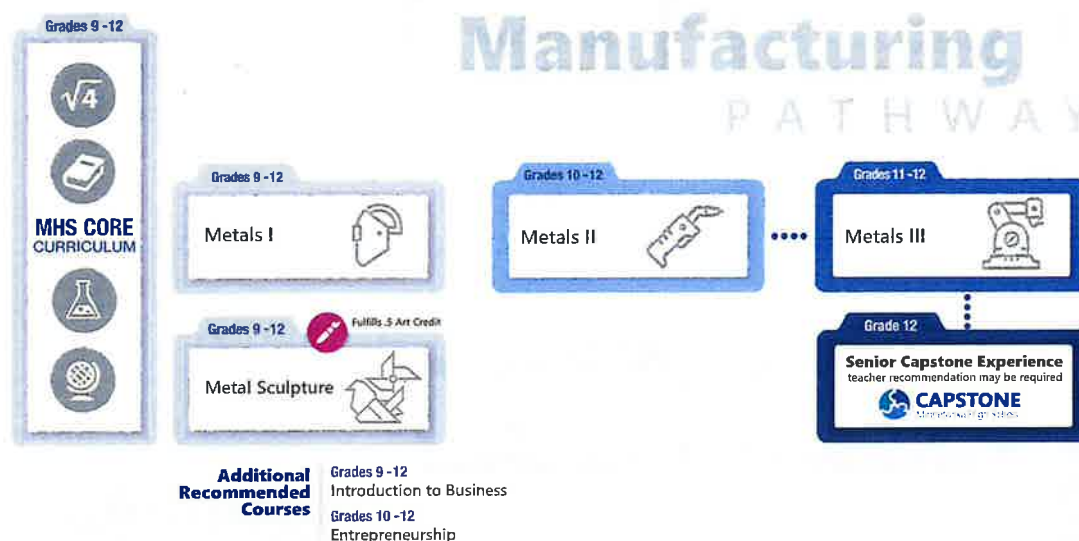 Manufacturing
PATHWAY
Grades 9-12
√4
MHS CORE
CURRICULUM
Grades 9-12
Metals I
Grades 10-12
Metals II
Grades 11-12
Metals III
Grades 9-12
Fulfills .5 Art Credit
Metal Sculpture
Grade 12
Senior Capstone Experience
teacher recommendation may be required
CAPSTONE
Additional
Recommended
Courses
Grades 9-12
Introduction to Business
Grades 10-12
Entrepreneurship